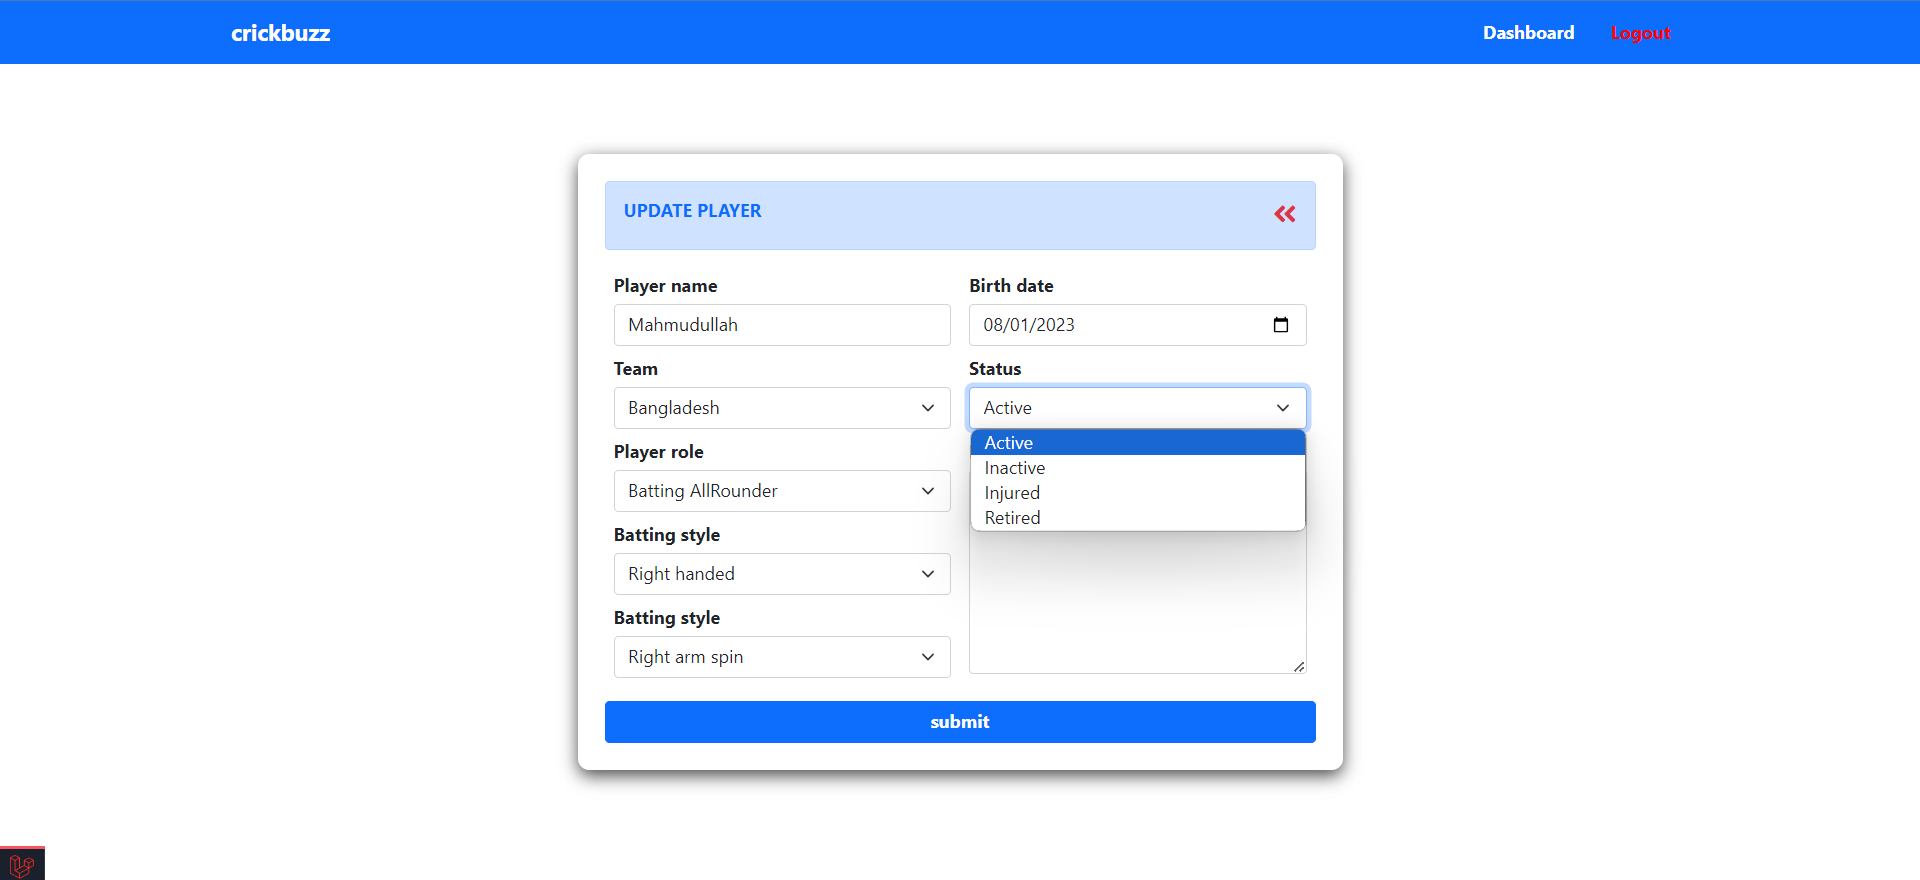 crickbuzz
Dashboard
Logout
UPDATE PLAYER
Player name
Birth date
Mahmudullah
08/01/2023
Team
Status
Bangladesh
Active
Active
Inactive
Injured
Retired
Player role
Batting AllRounder
Batting style
Right handed
Batting style
Right arm spin
submit